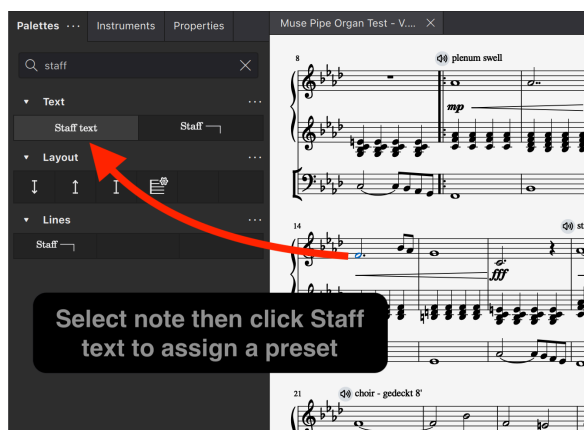 Palettes ··· Instruments Properties
Muse Pipe Organ Test - V....
staff
Text
Staff text Staff
Layout
Lines
Staff
8 plenum swell
mp
14
fff
Select note then click Staff
text to assign a preset
21 choir - gedeckt 8'